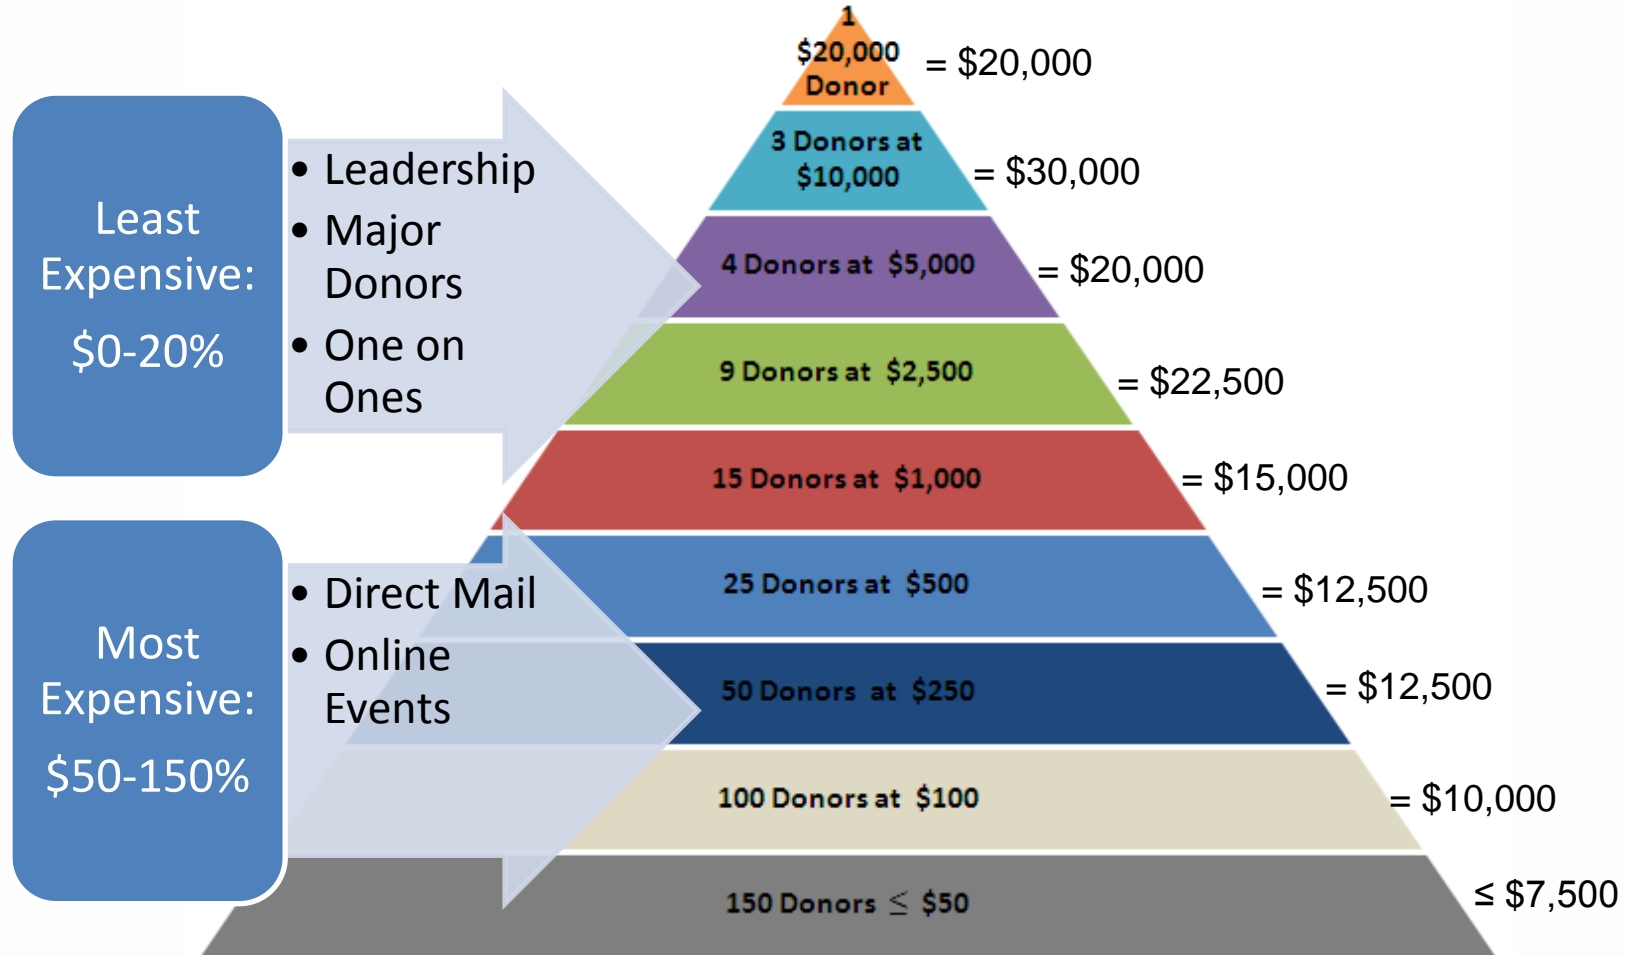 Least
Expensive:
$0-20%
• Leadership
• Major
Donors
• One on
Ones
Most
Expensive:
$50-150%
• Direct Mail
• Online
Events
1
$20,000
Donor
= $20,000
3 Donors at
$10,000
= $30,000
4 Donors at $5,000
= $20,000
9 Donors at $2,500
= $22,500
15 Donors at $1,000
= $15,000
25 Donors at $500
= $12,500
50 Donors at $250
= $12,500
100 Donors at $100
= $10,000
150 Donors ≤ $50
≤ $7,500